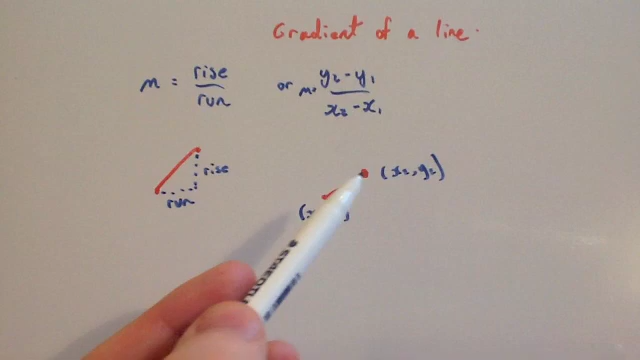 Gradient of a line.
m = rise/run or m = y₂-y₁/x₂-x₁
rise
run
(x₂, y₂)